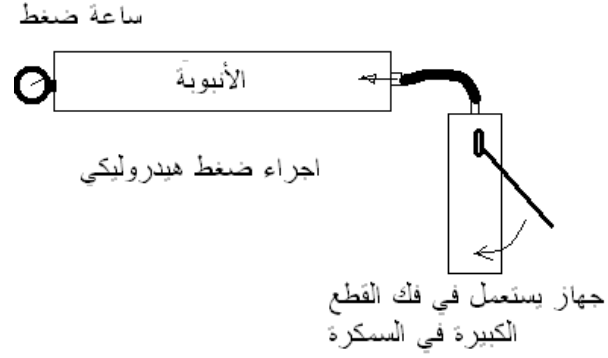 ساعة ضغط
الأنبوبة
اجراء ضغط هيدروليكي
جهاز يستعمل في فك القطع
الكبيرة في السمكرة